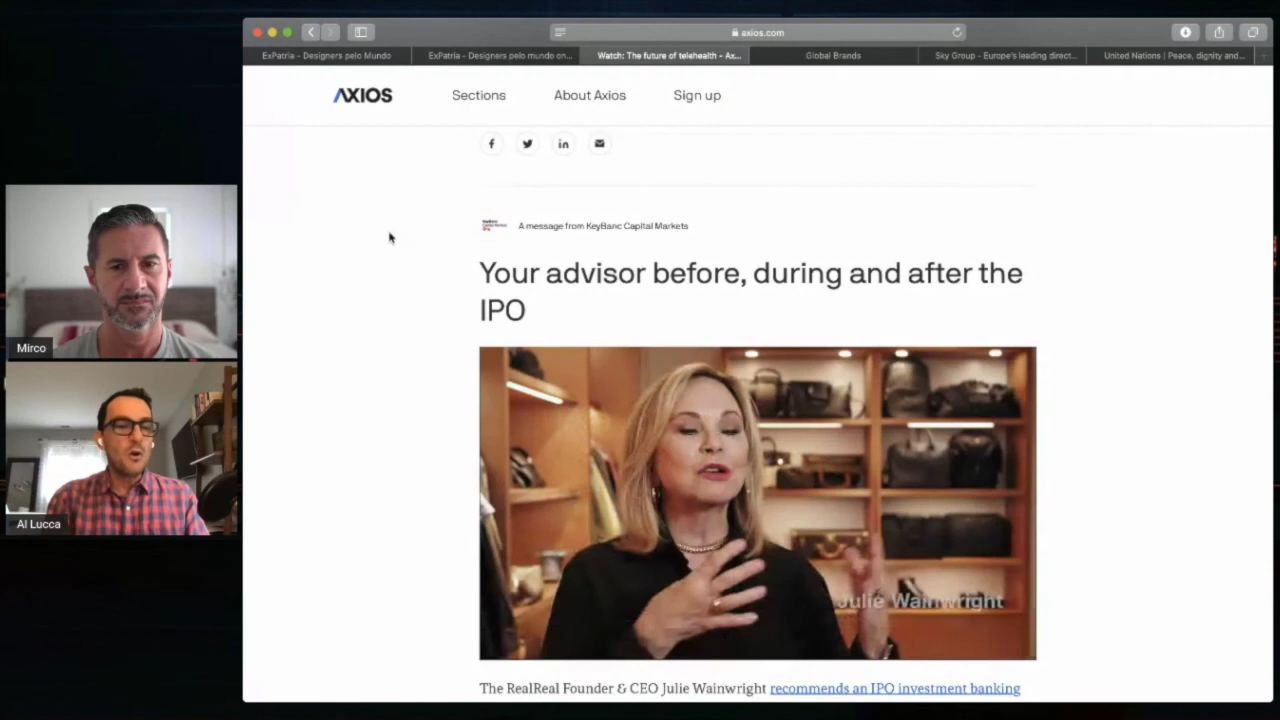 axios.com
ExPatria - Designers pelo Mundo
ExPatria - Designers pelo mundo on...
Watch: The future of telehealth - Ax...
Global Brands
Sky Group - Europe's leading direct...
United Nations | Peace, dignity and...
AXIOS
Sections
About Axios
Sign up
A message from KeyBanc Capital Markets
Your advisor before, during and after the
IPO
Julie Wainwright
The RealReal Founder & CEO Julie Wainwright recommends an IPO investment banking
Mirco
Al Lucca